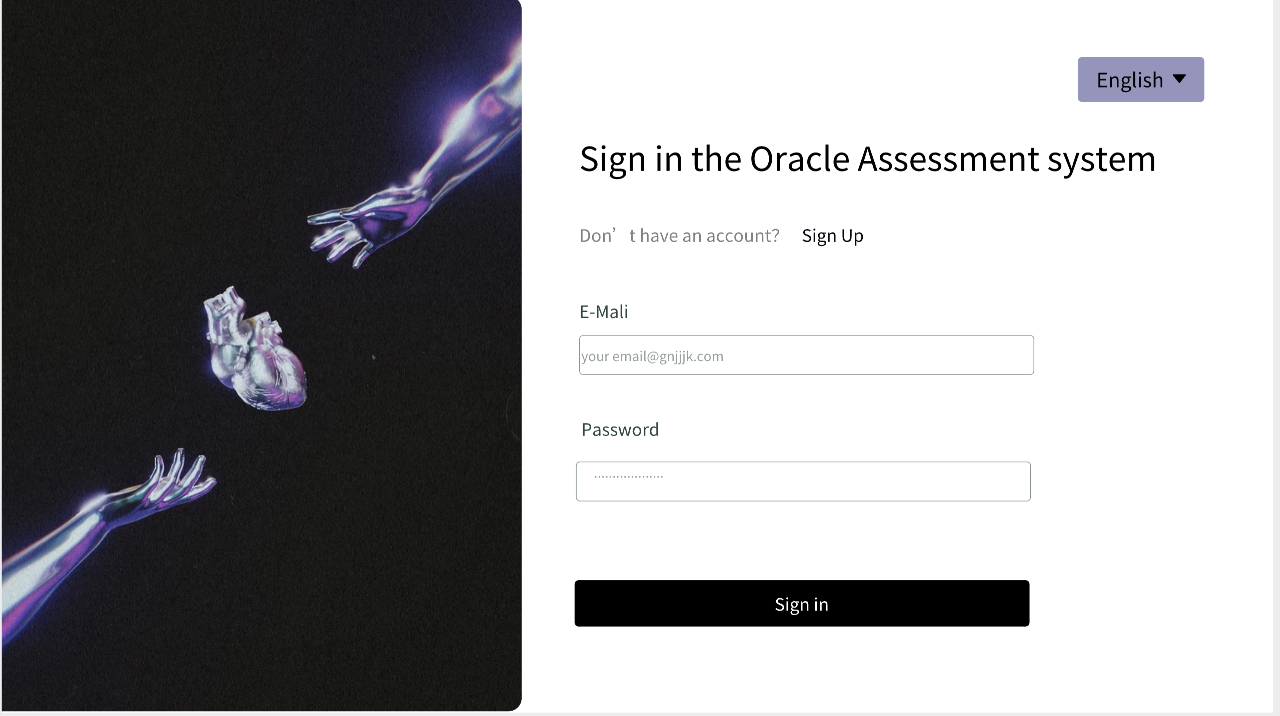 English
Sign in the Oracle Assessment system
Don’t have an account? Sign Up
E-Mali
your email@gnjjjk.com
Password
...................
Sign in